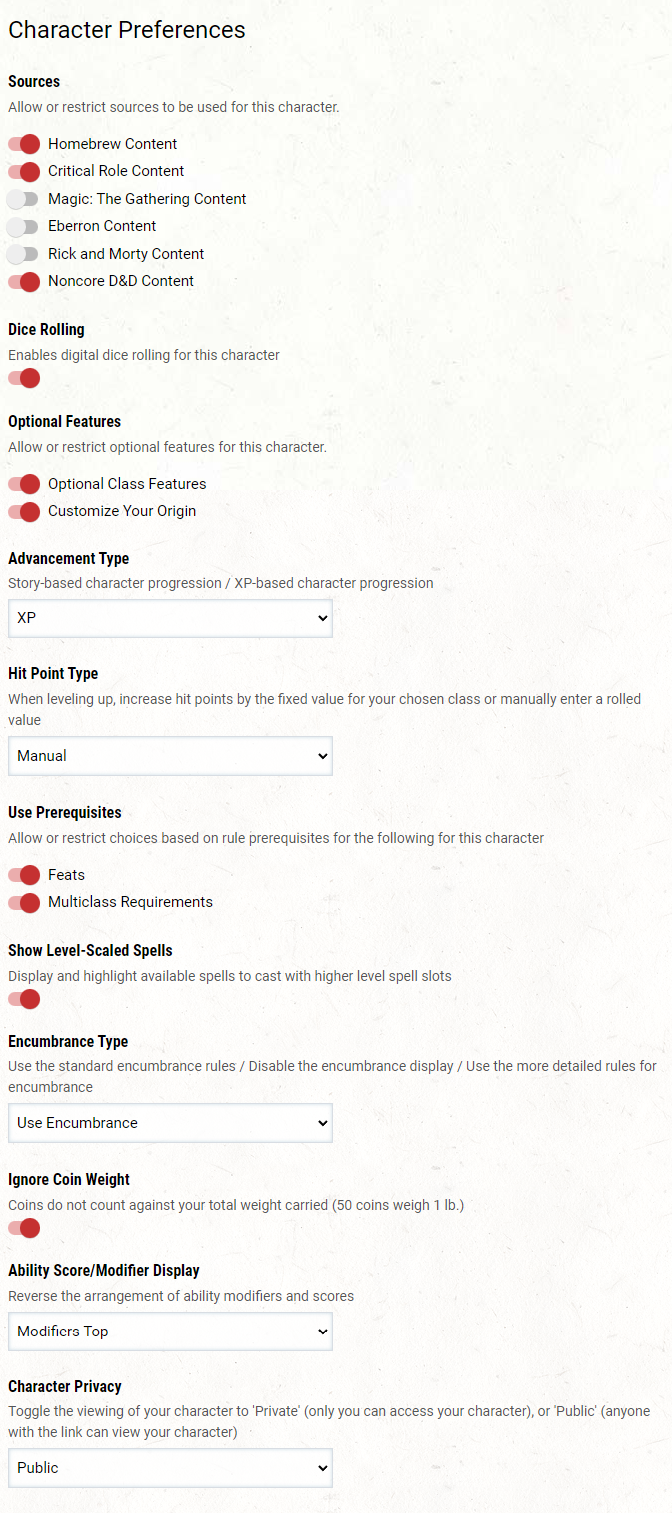 Character Preferences
Sources
Allow or restrict sources to be used for this character.
Homebrew Content
Critical Role Content
Magic: The Gathering Content
Eberron Content
Rick and Morty Content
Noncore D&D Content
Dice Rolling
Enables digital dice rolling for this character
Optional Features
Allow or restrict optional features for this character.
Optional Class Features
Customize Your Origin
Advancement Type
Story-based character progression / XP-based character progression
XP
Hit Point Type
When leveling up, increase hit points by the fixed value for your chosen class or manually enter a rolled
value
Manual
Use Prerequisites
Allow or restrict choices based on rule prerequisites for the following for this character
Feats
Multiclass Requirements
Show Level-Scaled Spells
Display and highlight available spells to cast with higher level spell slots
Encumbrance Type
Use the standard encumbrance rules / Disable the encumbrance display / Use the more detailed rules for
encumbrance
Use Encumbrance
Ignore Coin Weight
Coins do not count against your total weight carried (50 coins weigh 1 lb.)
Ability Score/Modifier Display
Reverse the arrangement of ability modifiers and scores
Modifiers Top
Character Privacy
Toggle the viewing of your character to 'Private' (only you can access your character), or 'Public' (anyone
with the link can view your character)
Public